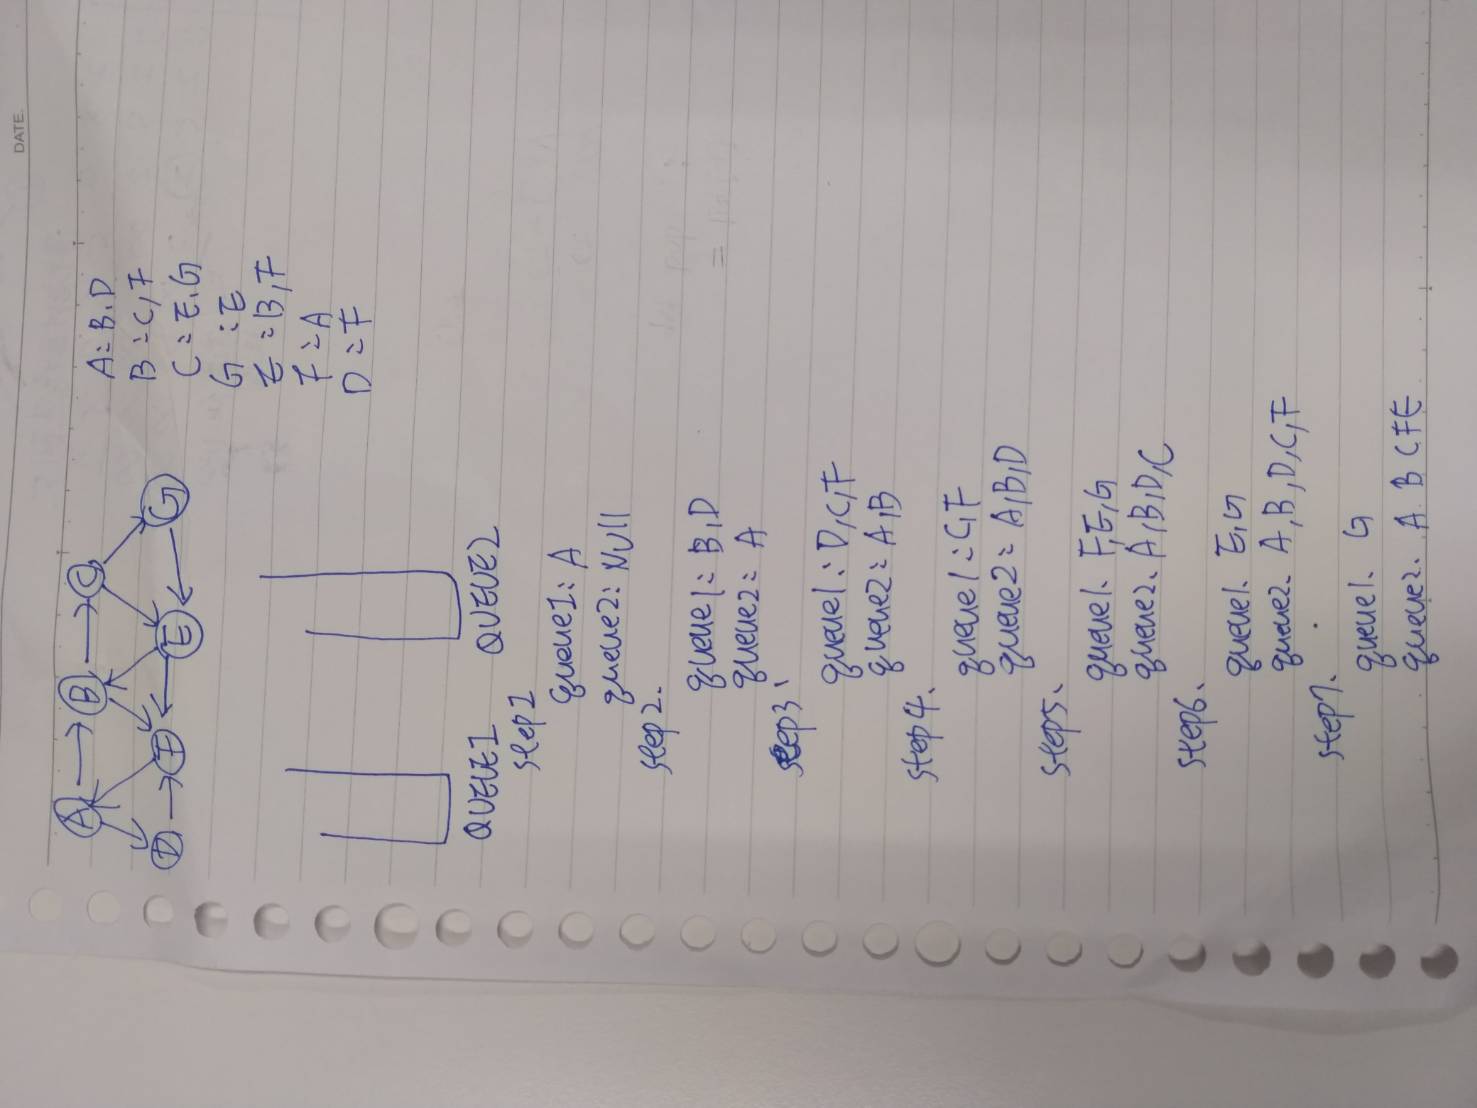 DATE.
A B C
D F E G
A: B,D
B: C,F
C: E,G
G: E
E: B,F
F: A
D: F
QUEUE1 QUEUE2
step1
queue1: A
queue2: Null
step2.
queue1: B,D
queue2: A
step3.
queue1: D,C,F
queue2: A,B
step4.
queue1: C,F
queue2: A,B,D
step5.
queue1. F,E,G
queue2. A,B,D,C
step6.
queue1. E,G
queue2. A,B,D,C,F
step7.
queue1. G
queue2. A B C F E